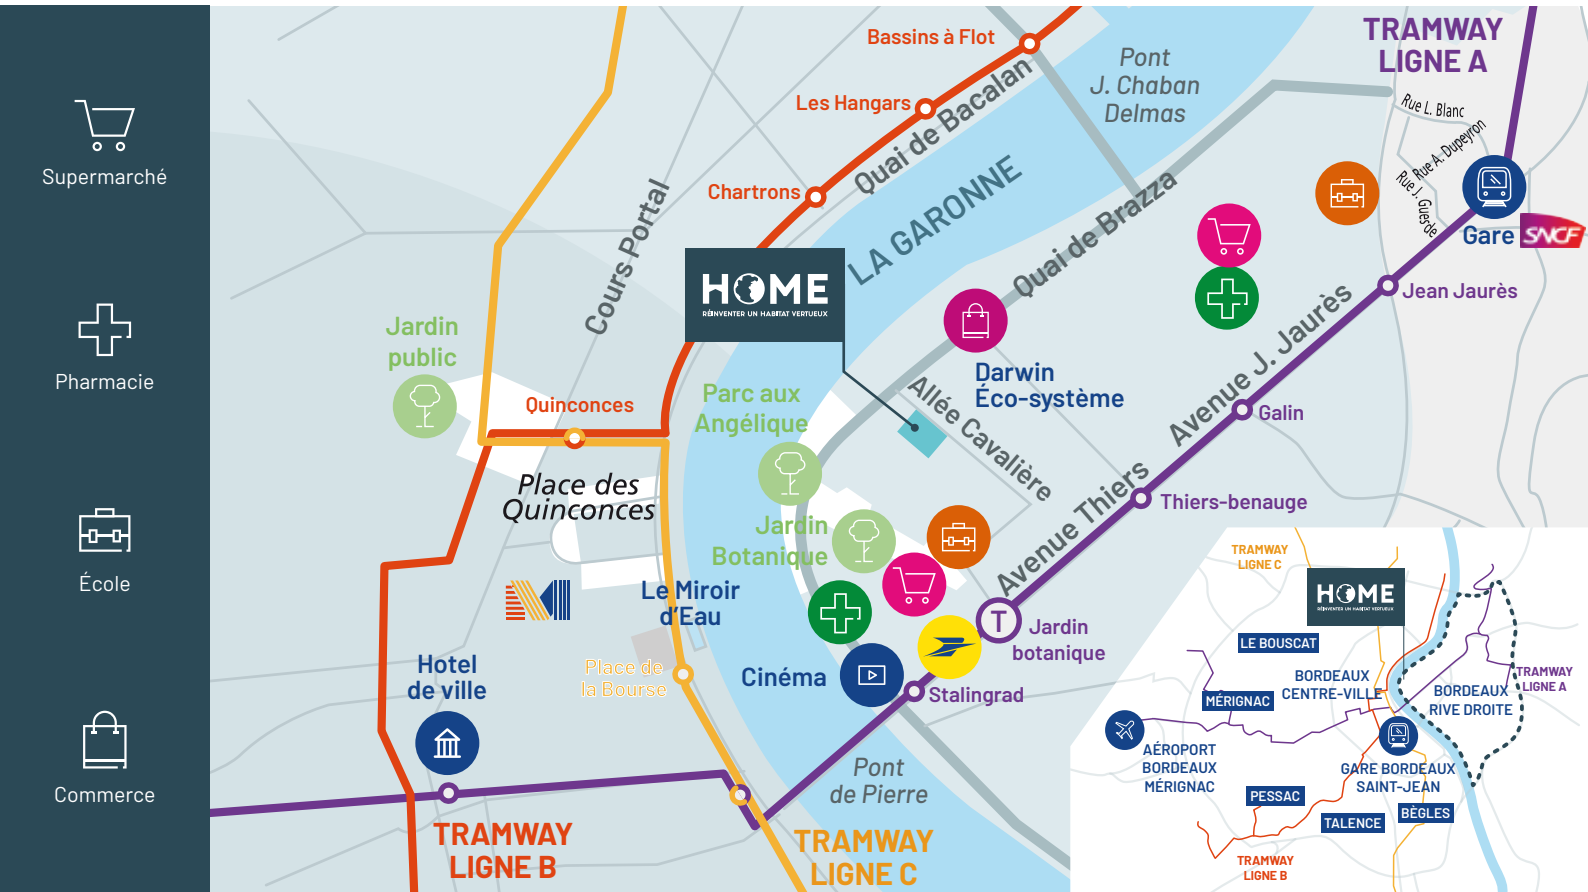 Supermarché
Pharmacie
École
Commerce
Bassins à Flot
Les Hangars
Chartrons
Quai de Bacalan
Pont
J. Chaban
Delmas
LA GARONNE
Quai de Brazza
Cours Portal
TRAMWAY
LIGNE A
Rue L. Blanc
Rue A. Dupeyron
Rue J. Guesde
Gare SNCF
Jean Jaurès
HOME
RÉINVENTER UN HABITAT VERTUEUX
Jardin
public
Quinconces
Parc aux
Angélique
Darwin
Éco-système
Allée Cavalière
Avenue J. Jaurès
Galin
Place des
Quinconces
Avenue Thiers
Thiers-benauge
Jardin
Botanique
Le Miroir
d'Eau
T
Jardin
botanique
Place de
la Bourse
Cinéma
Stalingrad
Hotel
de ville
Pont
de Pierre
TRAMWAY
LIGNE B
TRAMWAY
LIGNE C
TRAMWAY
LIGNE C
HOME
RÉINVENTER UN HABITAT VERTUEUX
LE BOUSCAT
BORDEAUX
CENTRE-VILLE
MÉRIGNAC
BORDEAUX
RIVE DROITE
TRAMWAY
LIGNE A
AÉROPORT
BORDEAUX
MÉRIGNAC
GARE BORDEAUX
SAINT-JEAN
PESSAC
TALENCE
BÈGLES
TRAMWAY
LIGNE B